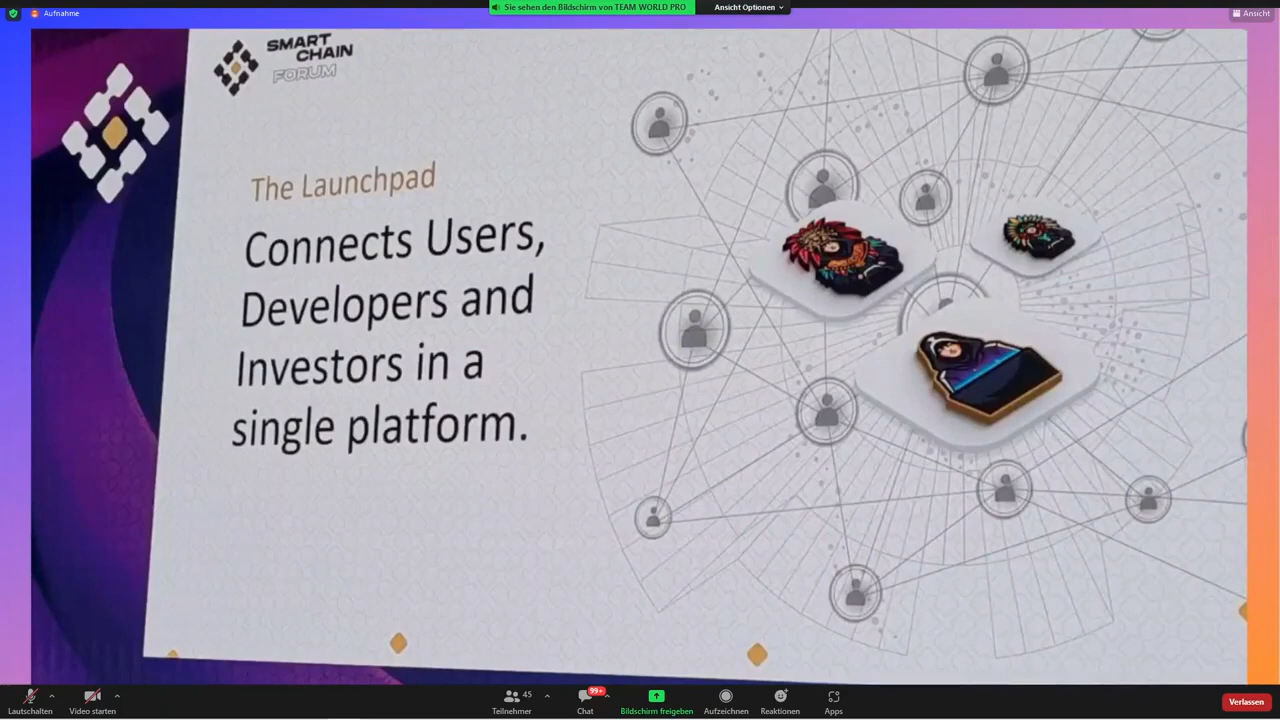 Aufnahme
Sie sehen den Bildschirm von TEAM WORLD PRO
Ansicht Optionen
Ansicht
SMART
CHAIN
FORUM
The Launchpad
Connects Users,
Developers and
Investors in a
single platform.
Lautschalten
Video starten
45
Teilnehmer
99+
Chat
Bildschirm freigeben
Aufzeichnen
Reaktionen
Apps
Verlassen